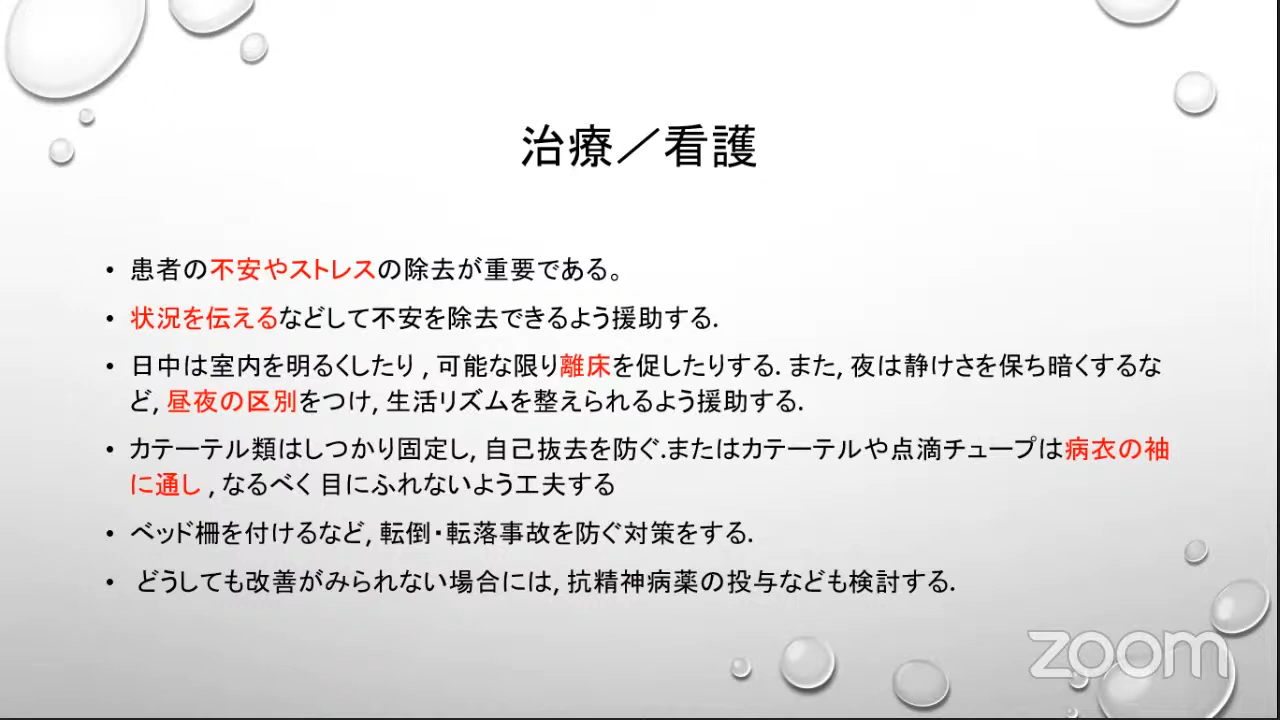 治療／看護
• 患者の不安やストレスの除去が重要である。
• 状況を伝えるなどして不安を除去できるよう援助する.
• 日中は室内を明るくしたり , 可能な限り離床を促したりする. また, 夜は静けさを保ち暗くするな
ど, 昼夜の区別をつけ, 生活リズムを整えられるよう援助する.
• カテーテル類はしつかり固定し, 自己抜去を防ぐ.またはカテーテルや点滴チューブは病衣の袖
に通し , なるべく 目にふれないよう工夫する
• ベッド柵を付けるなど, 転倒・転落事故を防ぐ対策をする.
• どうしても改善がみられない場合には, 抗精神病薬の投与なども検討する.
zoom